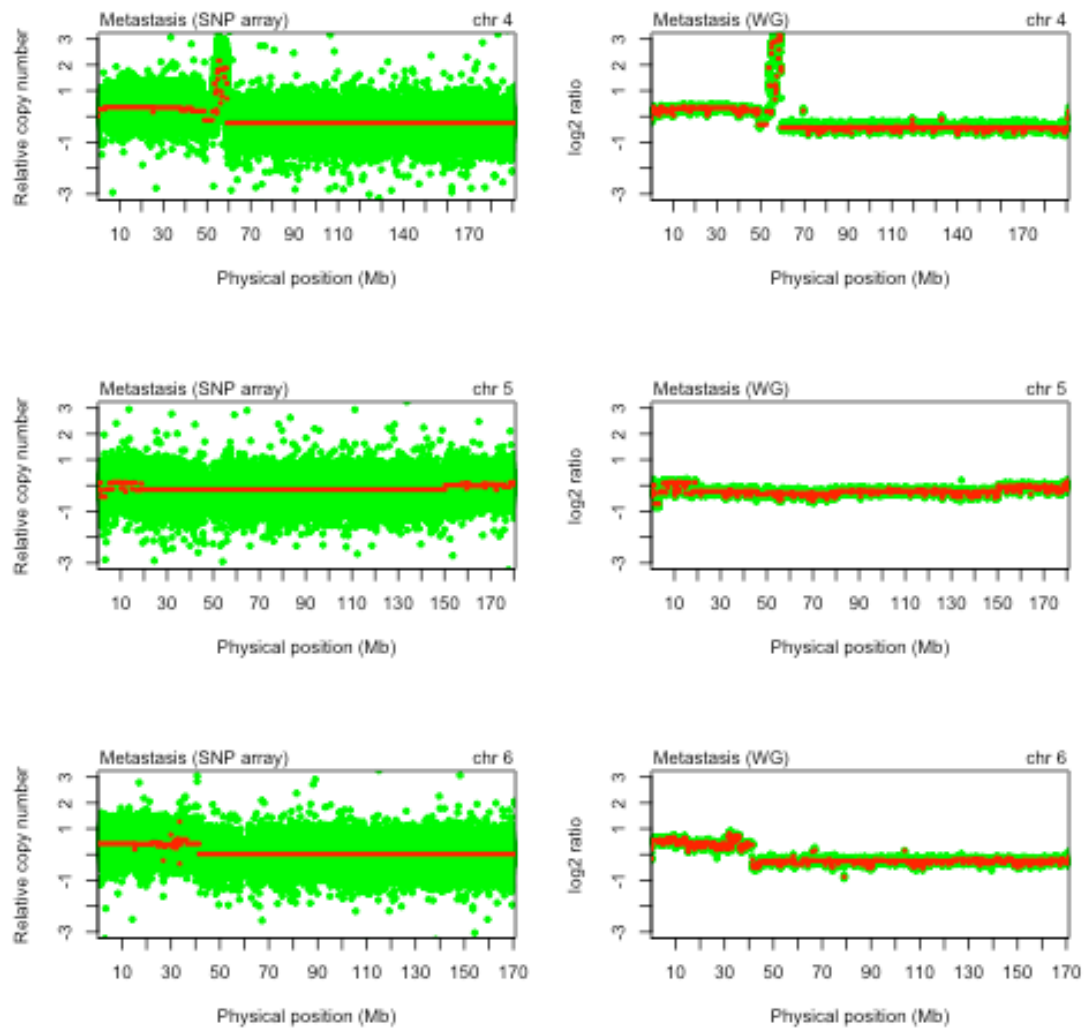 Metastasis (SNP array) chr 4
Relative copy number
3
2
1
-1
-3
10 30 50 70 90 110 140 170
Physical position (Mb)
Metastasis (WG) chr 4
log2 ratio
3
2
1
-1
-3
10 30 50 70 90 110 140 170
Physical position (Mb)
Metastasis (SNP array) chr 5
Relative copy number
3
2
1
-1
-3
10 30 50 70 90 110 130 150 170
Physical position (Mb)
Metastasis (WG) chr 5
log2 ratio
3
2
1
-1
-3
10 30 50 70 90 110 130 150 170
Physical position (Mb)
Metastasis (SNP array) chr 6
Relative copy number
3
2
1
-1
-3
10 30 50 70 90 110 130 150 170
Physical position (Mb)
Metastasis (WG) chr 6
log2 ratio
3
2
1
-1
-3
10 30 50 70 90 110 130 150 170
Physical position (Mb)